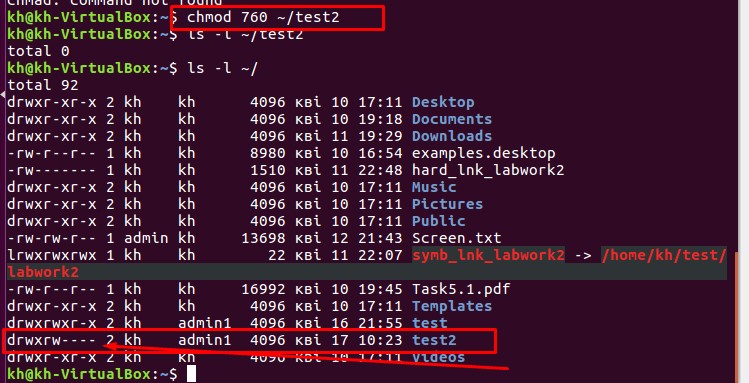 Chmad: command not found
kh@kh-VirtualBox:~$ chmod 760 ~/test2
kh@kh-VirtualBox:~$ ls -l ~/test2
total 0
kh@kh-VirtualBox:~$ ls -l ~/
total 92
drwxr-xr-x 2 kh    kh      4096 кві 10 17:11 Desktop
drwxr-xr-x 2 kh    kh      4096 кві 10 19:18 Documents
drwxr-xr-x 2 kh    kh      4096 кві 11 19:29 Downloads
-rw-r--r-- 1 kh    kh      8980 кві 10 16:54 examples.desktop
-rw------- 1 kh    kh      1510 кві 11 22:48 hard_lnk_labwork2
drwxr-xr-x 2 kh    kh      4096 кві 10 17:11 Music
drwxr-xr-x 2 kh    kh      4096 кві 10 17:11 Pictures
drwxr-xr-x 2 kh    kh      4096 кві 10 17:11 Public
-rw-rw-r-- 1 admin kh     13698 кві 12 21:43 Screen.txt
lrwxrwxrwx 1 kh    kh        22 кві 11 22:07 symb_lnk_labwork2 -> /home/kh/test/
labwork2
-rw-r--r-- 1 kh    kh     16992 кві 10 19:45 Task5.1.pdf
drwxr-xr-x 2 kh    kh      4096 кві 10 17:11 Templates
drwxrwxr-x 2 kh    admin1  4096 кві 16 21:55 test
drwxrw---- 2 kh    admin1  4096 кві 17 10:23 test2
drwxr-xr-x 2 kh    kh      4096 кві 10 17:11 Videos
kh@kh-VirtualBox:~$